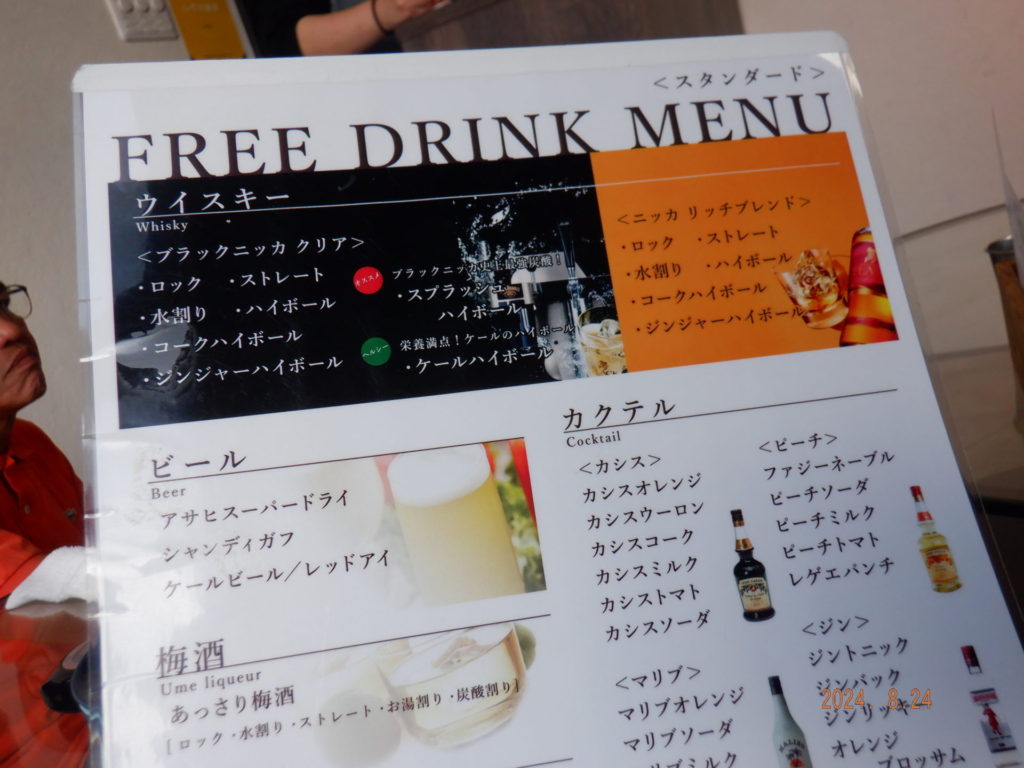 <スタンダード>
FREE DRINK MENU
ウイスキー
Whisky
<ブラックニッカ クリア>
・ロック ・ストレート
・水割り ・ハイボール
・コークハイボール
・ジンジャーハイボール
オススメ
ブラックニッカ史上最強炭酸!
・スプラッシュ
ハイボール
ヘルシー
栄養満点!ケールのハイボール
・ケールハイボール
<ニッカ リッチブレンド>
・ロック ・ストレート
・水割り ・ハイボール
・コークハイボール
・ジンジャーハイボール
ビール
Beer
アサヒスーパードライ
シャンディガフ
ケールビール/レッドアイ
梅酒
Ume liqueur
あっさり梅酒
[ロック・水割り・ストレート・お湯割り・炭酸割り]
カクテル
Cocktail
<カシス>
カシスオレンジ
カシスウーロン
カシスコーク
カシスミルク
カシストマト
カシスソーダ
<マリブ>
マリブオレンジ
マリブソーダ
マリブミルク
<ピーチ>
ファジーネーブル
ピーチソーダ
ピーチミルク
ピーチトマト
レゲエパンチ
<ジン>
ジントニック
ジンバック
ジンリッキー
オレンジ
ブロッサム
MALIBU
2024 8.24